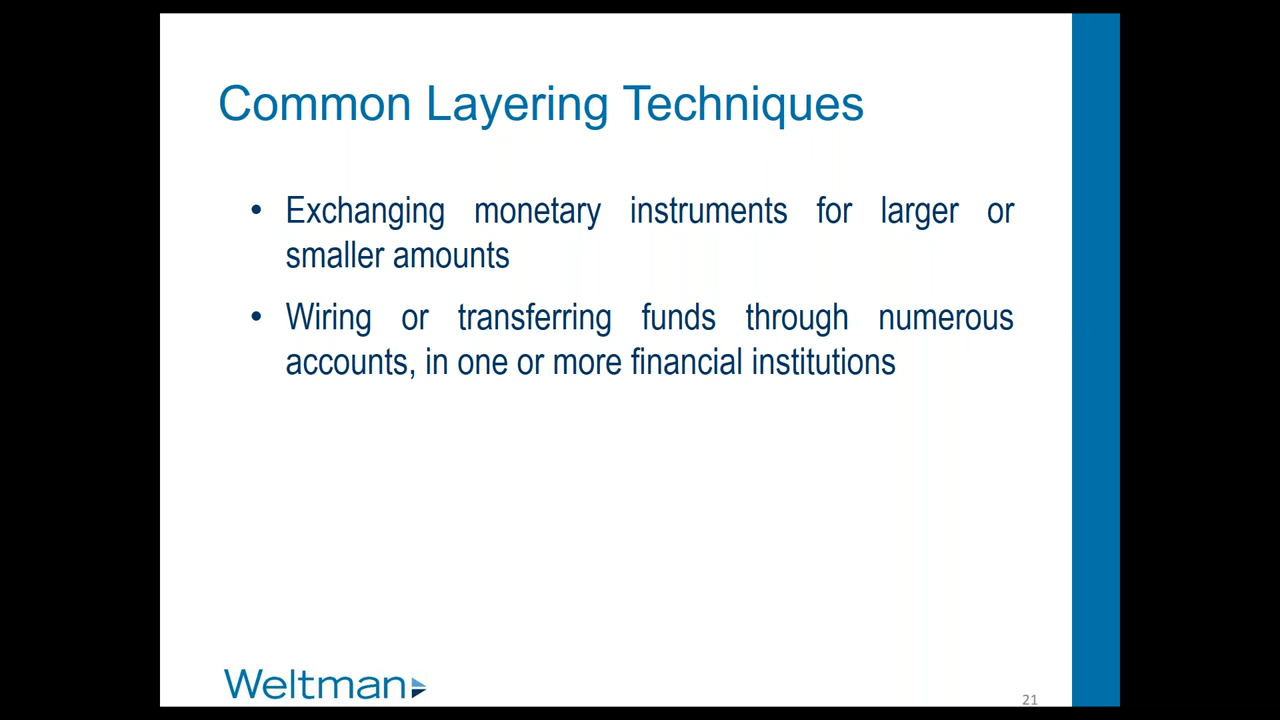 Common Layering Techniques
• Exchanging monetary instruments for larger or
smaller amounts
• Wiring or transferring funds through numerous
accounts, in one or more financial institutions
Weltman
21